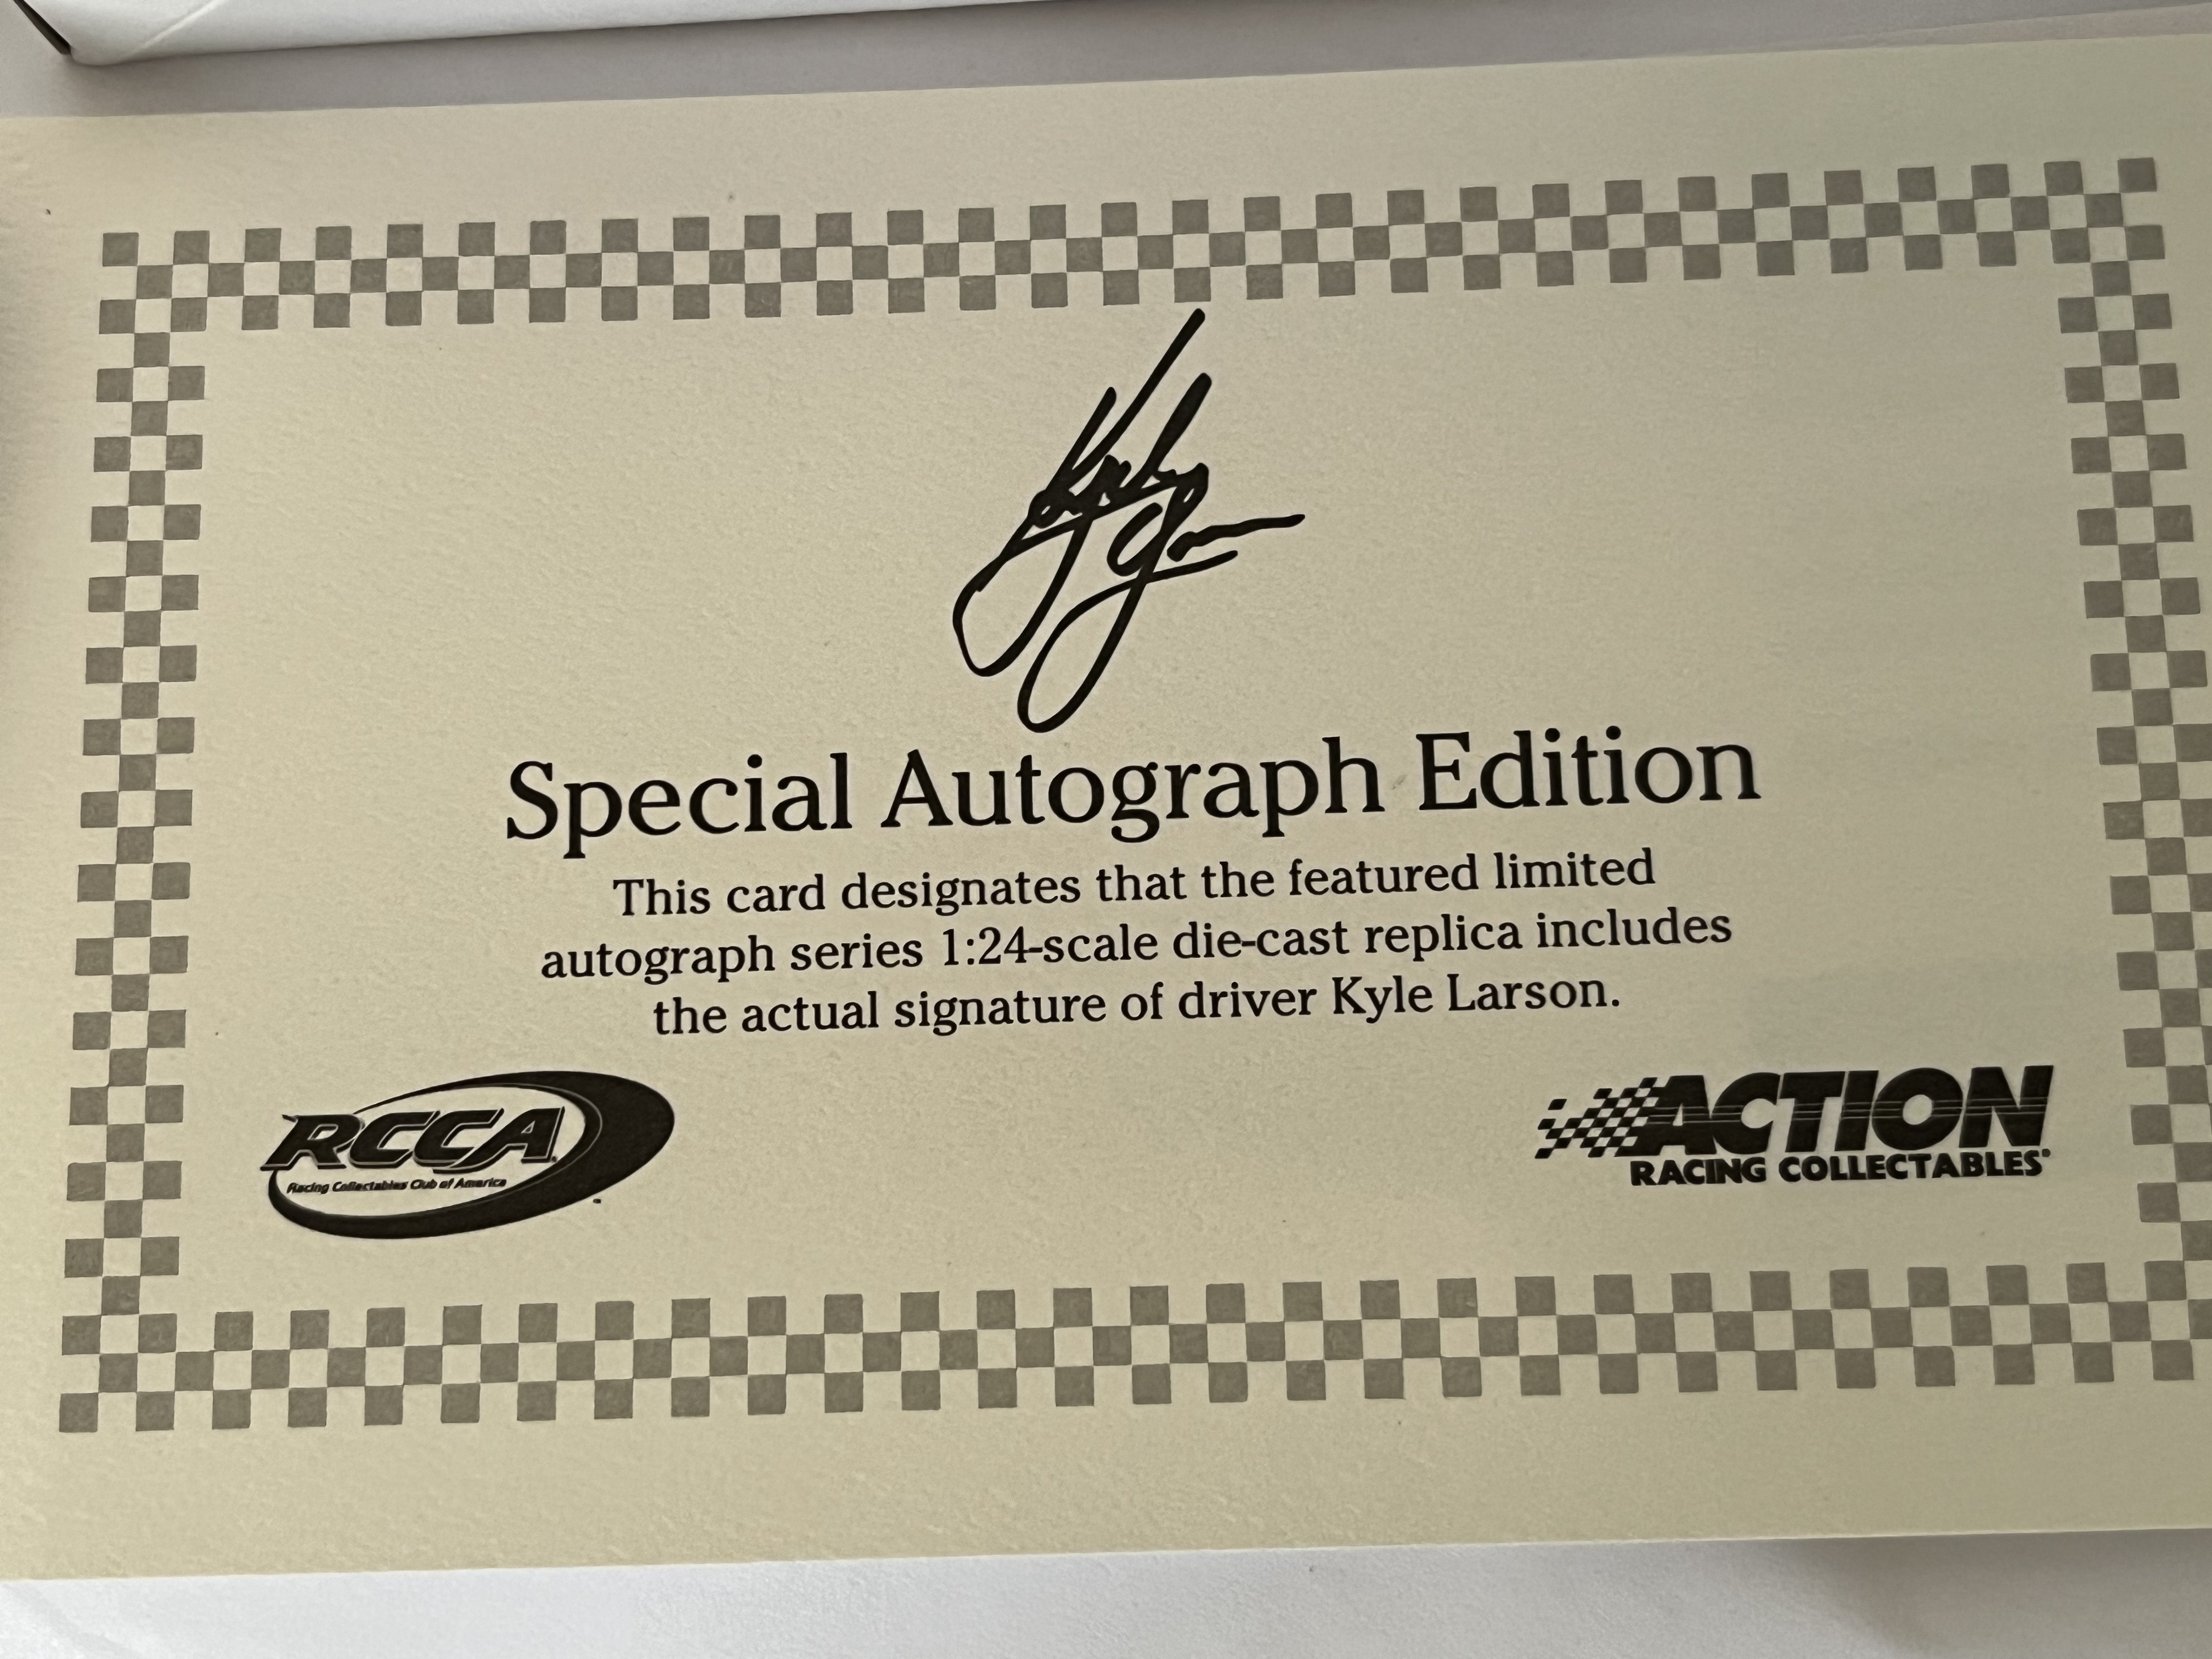 Special Autograph Edition
This card designates that the featured limited
autograph series 1:24-scale die-cast replica includes
the actual signature of driver Kyle Larson.
RCCA
Racing Collectables Club of America
™
ACTION
RACING COLLECTABLES®